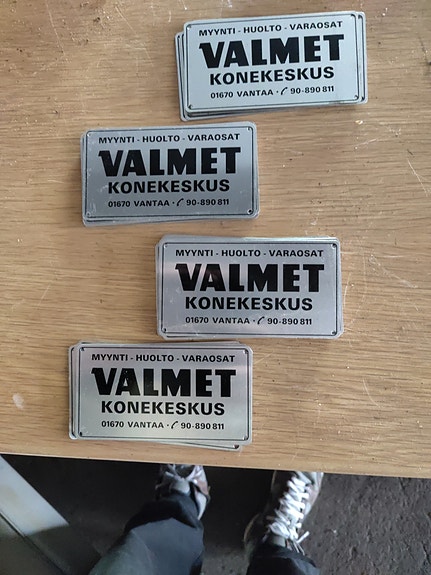 MYYNTI - HUOLTO - VARAOSAT
VALMET
KONEKESKUS
01670 VANTAA · ✆ 90-890 811
MYYNTI - HUOLTO - VARAOSAT
VALMET
KONEKESKUS
01670 VANTAA · ✆ 90-890 811
MYYNTI - HUOLTO - VARAOSAT
VALMET
KONEKESKUS
01670 VANTAA · ✆ 90-890 811
MYYNTI - HUOLTO - VARAOSAT
VALMET
KONEKESKUS
01670 VANTAA · ✆ 90-890 811